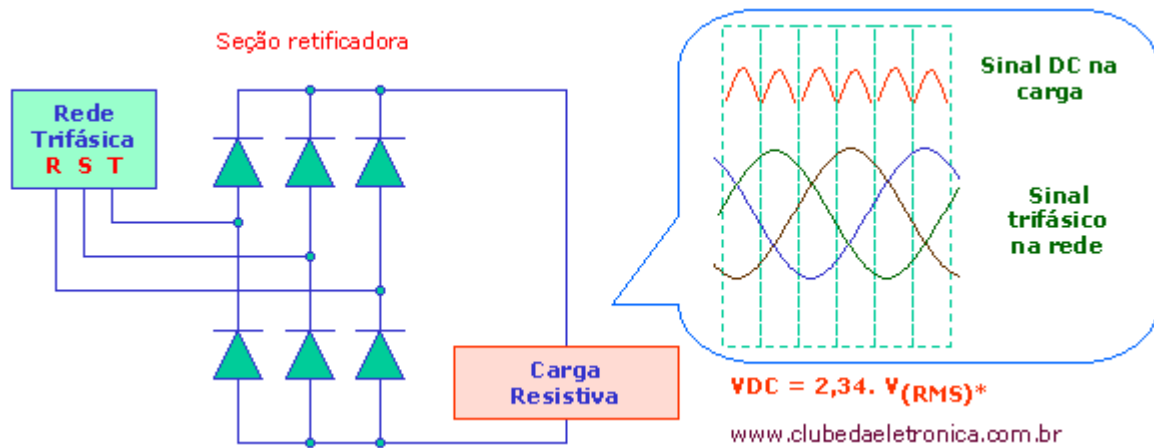 Seção retificadora
Rede
Trifásica
R S T
Carga
Resistiva
Sinal DC na
carga
Sinal
trifásico
na rede
VDC = 2,34. V(RMS)*
www.clubedaeletronica.com.br